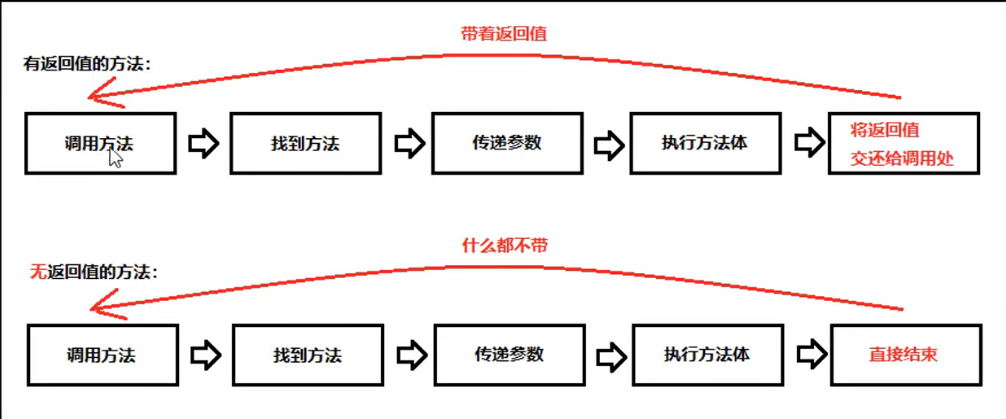 带着返回值
有返回值的方法：
调用方法
找到方法
传递参数
执行方法体
将返回值
交还给调用处
什么都不带
无返回值的方法：
调用方法
找到方法
传递参数
执行方法体
直接结束